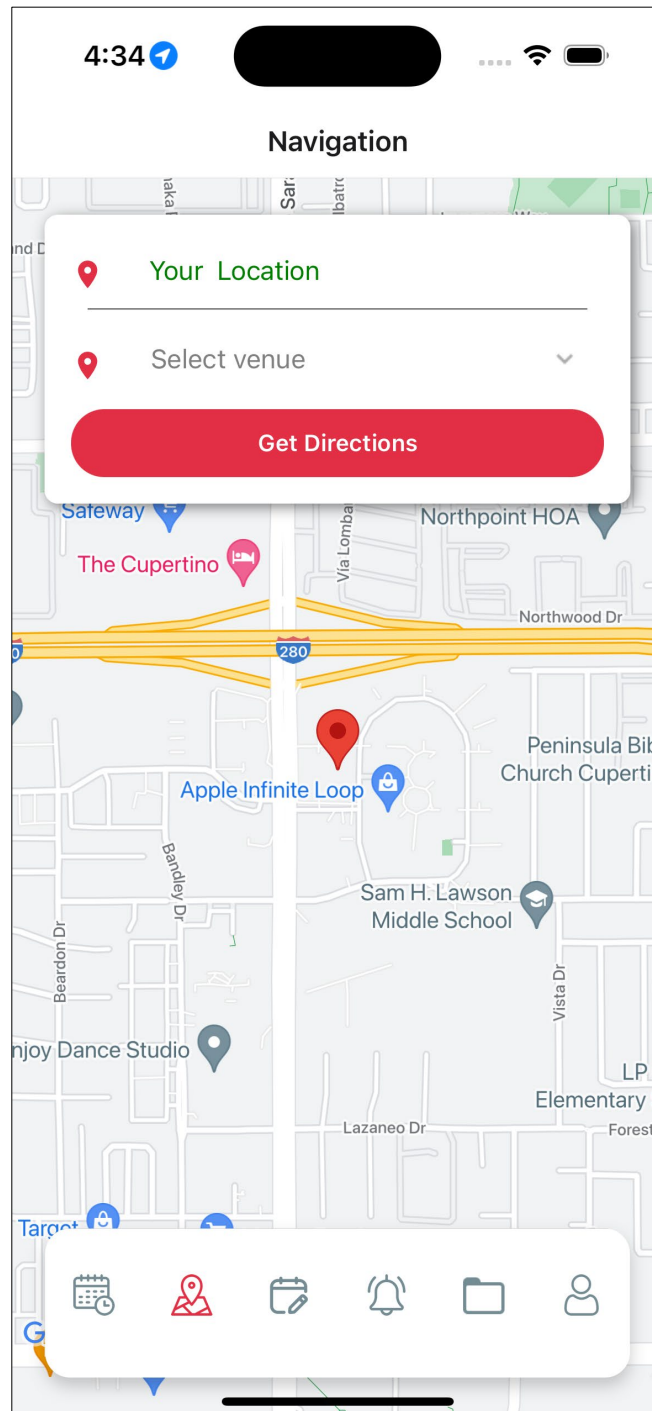 4:34
Navigation
Sara
Your Location
Select venue
Get Directions
Safeway
Northpoint HOA
The Cupertino
Via Lomba
Northwood Dr
280
Peninsula Bib
Church Cuperti
Apple Infinite Loop
Bandley Dr
Sam H. Lawson
Middle School
Beardon Dr
Vista Dr
njoy Dance Studio
LP
Elementary
Lazaneo Dr
Forest
Target
G